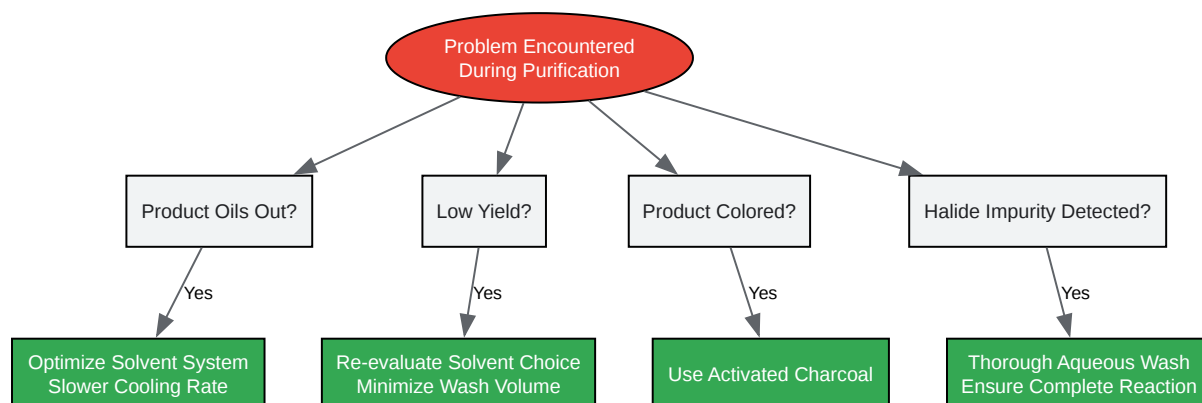 Problem Encountered
During Purification
Product Oils Out?
Low Yield?
Product Colored?
Halide Impurity Detected?
Yes
Yes
Yes
Yes
Optimize Solvent System
Slower Cooling Rate
Re-evaluate Solvent Choice
Minimize Wash Volume
Use Activated Charcoal
Thorough Aqueous Wash
Ensure Complete Reaction